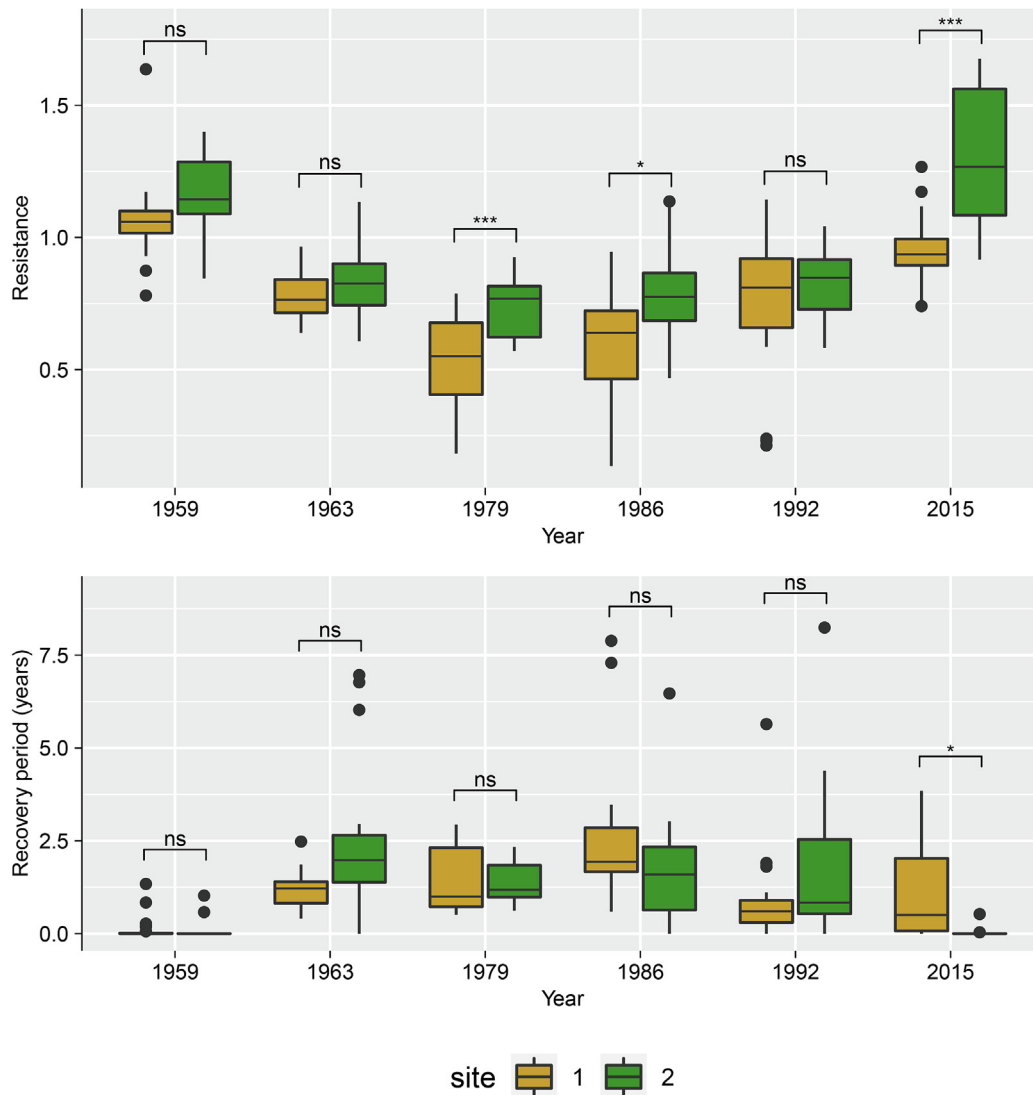 ns
ns
***
*
ns
***
1.5
1.0
0.5
Resistance
1959 1963 1979 1986 1992 2015
Year
ns
ns
ns
ns
ns
*
7.5
5.0
2.5
0.0
Recovery period (years)
1959 1963 1979 1986 1992 2015
Year
site 1 2